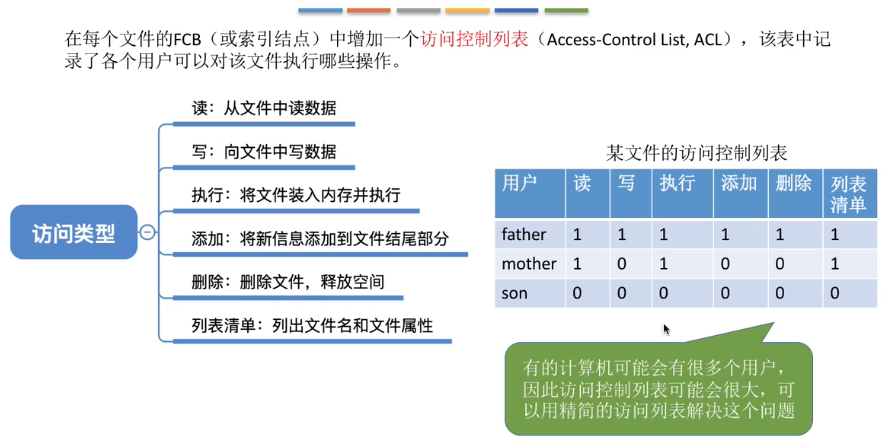 在每个文件的FCB（或索引结点）中增加一个访问控制列表（Access-Control List, ACL），该表中记
录了各个用户可以对该文件执行哪些操作。
访问类型
读：从文件中读数据
写：向文件中写数据
执行：将文件装入内存并执行
添加：将新信息添加到文件结尾部分
删除：删除文件，释放空间
列表清单：列出文件名和文件属性
某文件的访问控制列表
用户 读 写 执行 添加 删除 列表
清单
father 1 1 1 1 1 1
mother 1 0 1 0 0 1
son 0 0 0 0 0 0
有的计算机可能会有很多个用户，
因此访问控制列表可能会很大，可
以用精简的访问列表解决这个问题